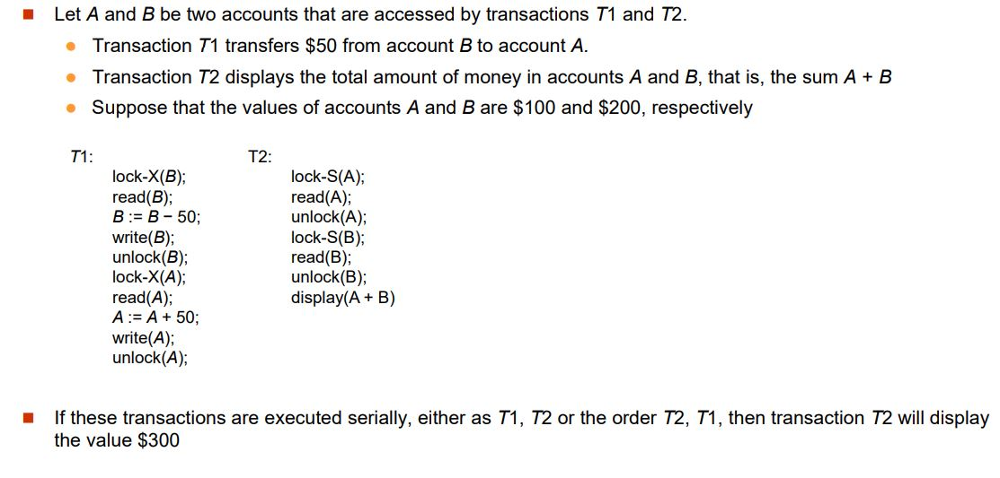 Let A and B be two accounts that are accessed by transactions T1 and T2.
Transaction T1 transfers $50 from account B to account A.
Transaction T2 displays the total amount of money in accounts A and B, that is, the sum A + B
Suppose that the values of accounts A and B are $100 and $200, respectively
T1:
lock-X(B);
read(B);
B := B − 50;
write(B);
unlock(B);
lock-X(A);
read(A);
A := A + 50;
write(A);
unlock(A);
T2:
lock-S(A);
read(A);
unlock(A);
lock-S(B);
read(B);
unlock(B);
display(A + B)
If these transactions are executed serially, either as T1, T2 or the order T2, T1, then transaction T2 will display
the value $300